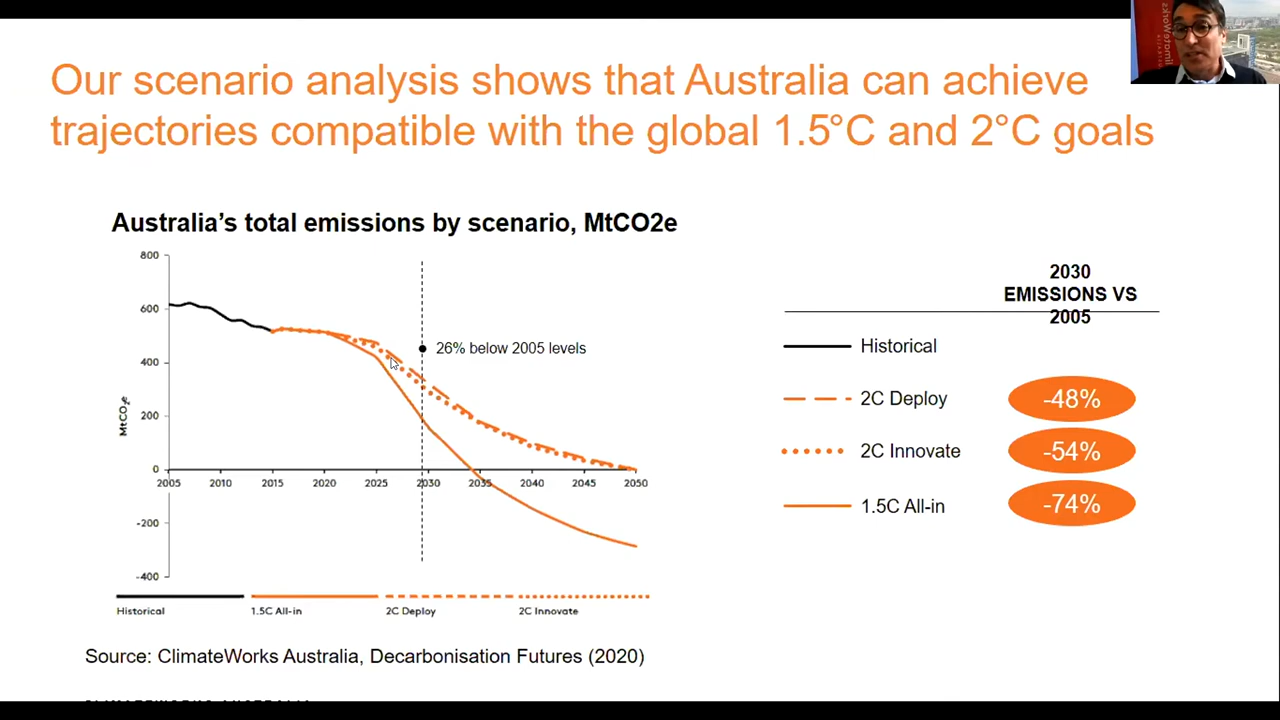 Our scenario analysis shows that Australia can achieve
trajectories compatible with the global 1.5°C and 2°C goals
Australia's total emissions by scenario, MtCO2e
800
600
400
200
0
-200
-400
MtCO₂e
2005 2010 2015 2020 2025 2030 2035 2040 2045 2050
26% below 2005 levels
Historical 1.5C All-in 2C Deploy 2C Innovate
2030
EMISSIONS VS
2005
Historical
2C Deploy -48%
2C Innovate -54%
1.5C All-in -74%
Source: ClimateWorks Australia, Decarbonisation Futures (2020)